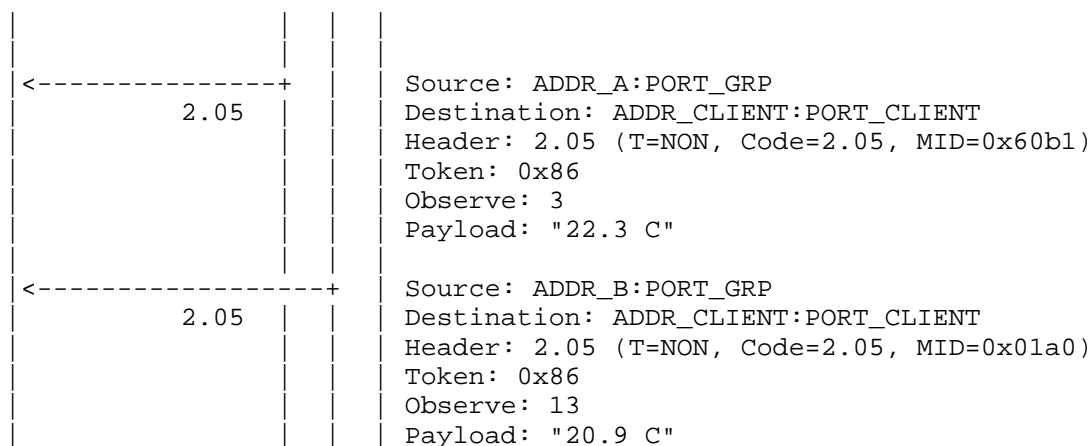 Source: ADDR_A:PORT_GRP
2.05 Destination: ADDR_CLIENT:PORT_CLIENT
Header: 2.05 (T=NON, Code=2.05, MID=0x60b1)
Token: 0x86
Observe: 3
Payload: "22.3 C"
Source: ADDR_B:PORT_GRP
2.05 Destination: ADDR_CLIENT:PORT_CLIENT
Header: 2.05 (T=NON, Code=2.05, MID=0x01a0)
Token: 0x86
Observe: 13
Payload: "20.9 C"